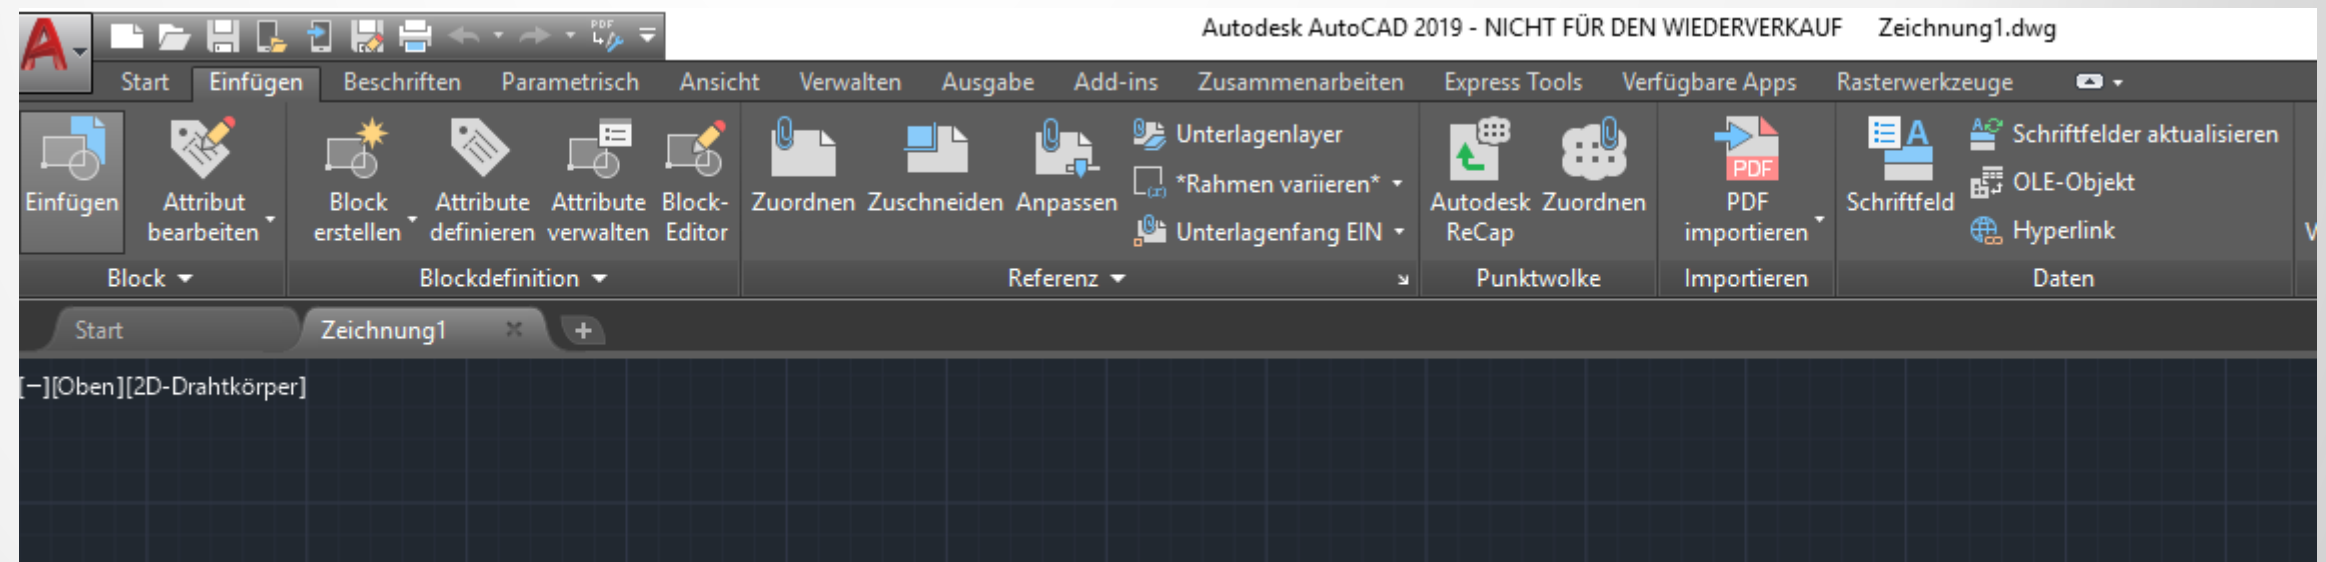 PDF
Autodesk AutoCAD 2019 - NICHT FÜR DEN WIEDERVERKAUF Zeichnung1.dwg
Start Einfügen Beschriften Parametrisch Ansicht Verwalten Ausgabe Add-ins Zusammenarbeiten Express Tools Verfügbare Apps Rasterwerkzeuge
Einfügen
Attribut
bearbeiten
Block
erstellen
Attribute
definieren
Attribute
verwalten
Block-
Editor
Zuordnen
Zuschneiden
Anpassen
Unterlagenlayer
*Rahmen variieren*
Unterlagenfang EIN
Autodesk
ReCap
Zuordnen
PDF
PDF
importieren
A
Schriftfeld
Schriftfelder aktualisieren
OLE-Objekt
Hyperlink
Block
Blockdefinition
Referenz
Punktwolke
Importieren
Daten
Start Zeichnung1
[−][Oben][2D-Drahtkörper]